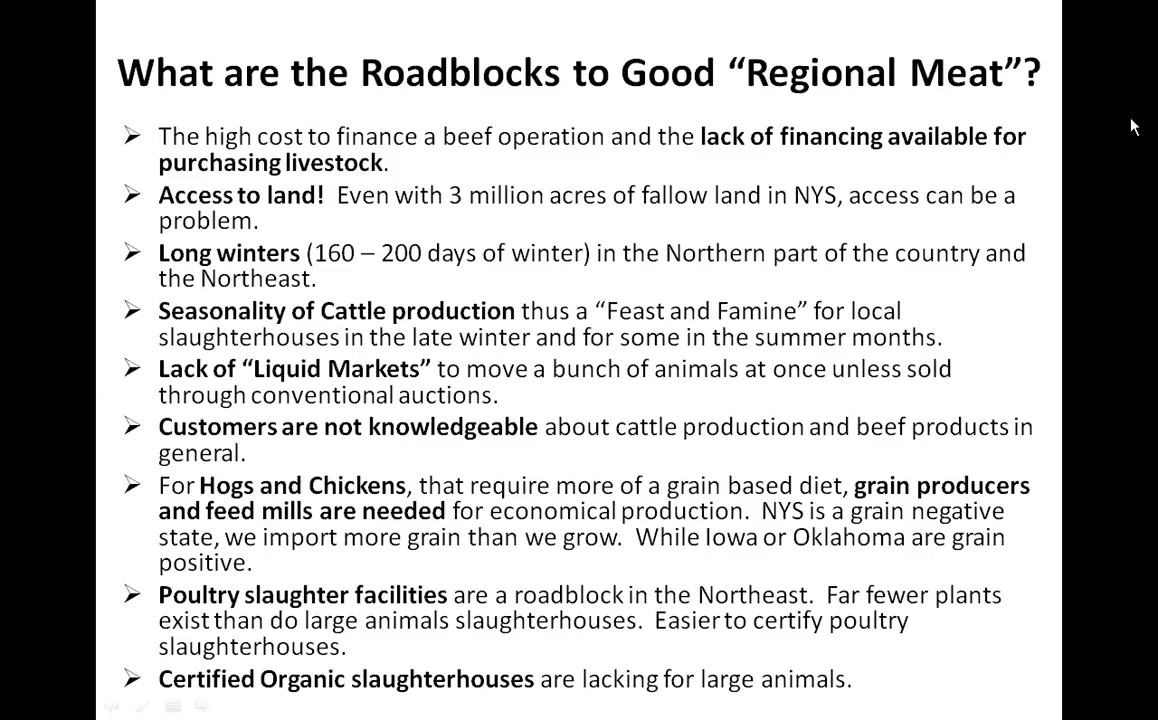 What are the Roadblocks to Good “Regional Meat”?
➢ The high cost to finance a beef operation and the lack of financing available for
purchasing livestock.
➢ Access to land!  Even with 3 million acres of fallow land in NYS, access can be a
problem.
➢ Long winters (160 – 200 days of winter) in the Northern part of the country and
the Northeast.
➢ Seasonality of Cattle production thus a “Feast and Famine” for local
slaughterhouses in the late winter and for some in the summer months.
➢ Lack of “Liquid Markets” to move a bunch of animals at once unless sold
through conventional auctions.
➢ Customers are not knowledgeable about cattle production and beef products in
general.
➢ For Hogs and Chickens, that require more of a grain based diet, grain producers
and feed mills are needed for economical production.  NYS is a grain negative
state, we import more grain than we grow.  While Iowa or Oklahoma are grain
positive.
➢ Poultry slaughter facilities are a roadblock in the Northeast.  Far fewer plants
exist than do large animals slaughterhouses.  Easier to certify poultry
slaughterhouses.
➢ Certified Organic slaughterhouses are lacking for large animals.